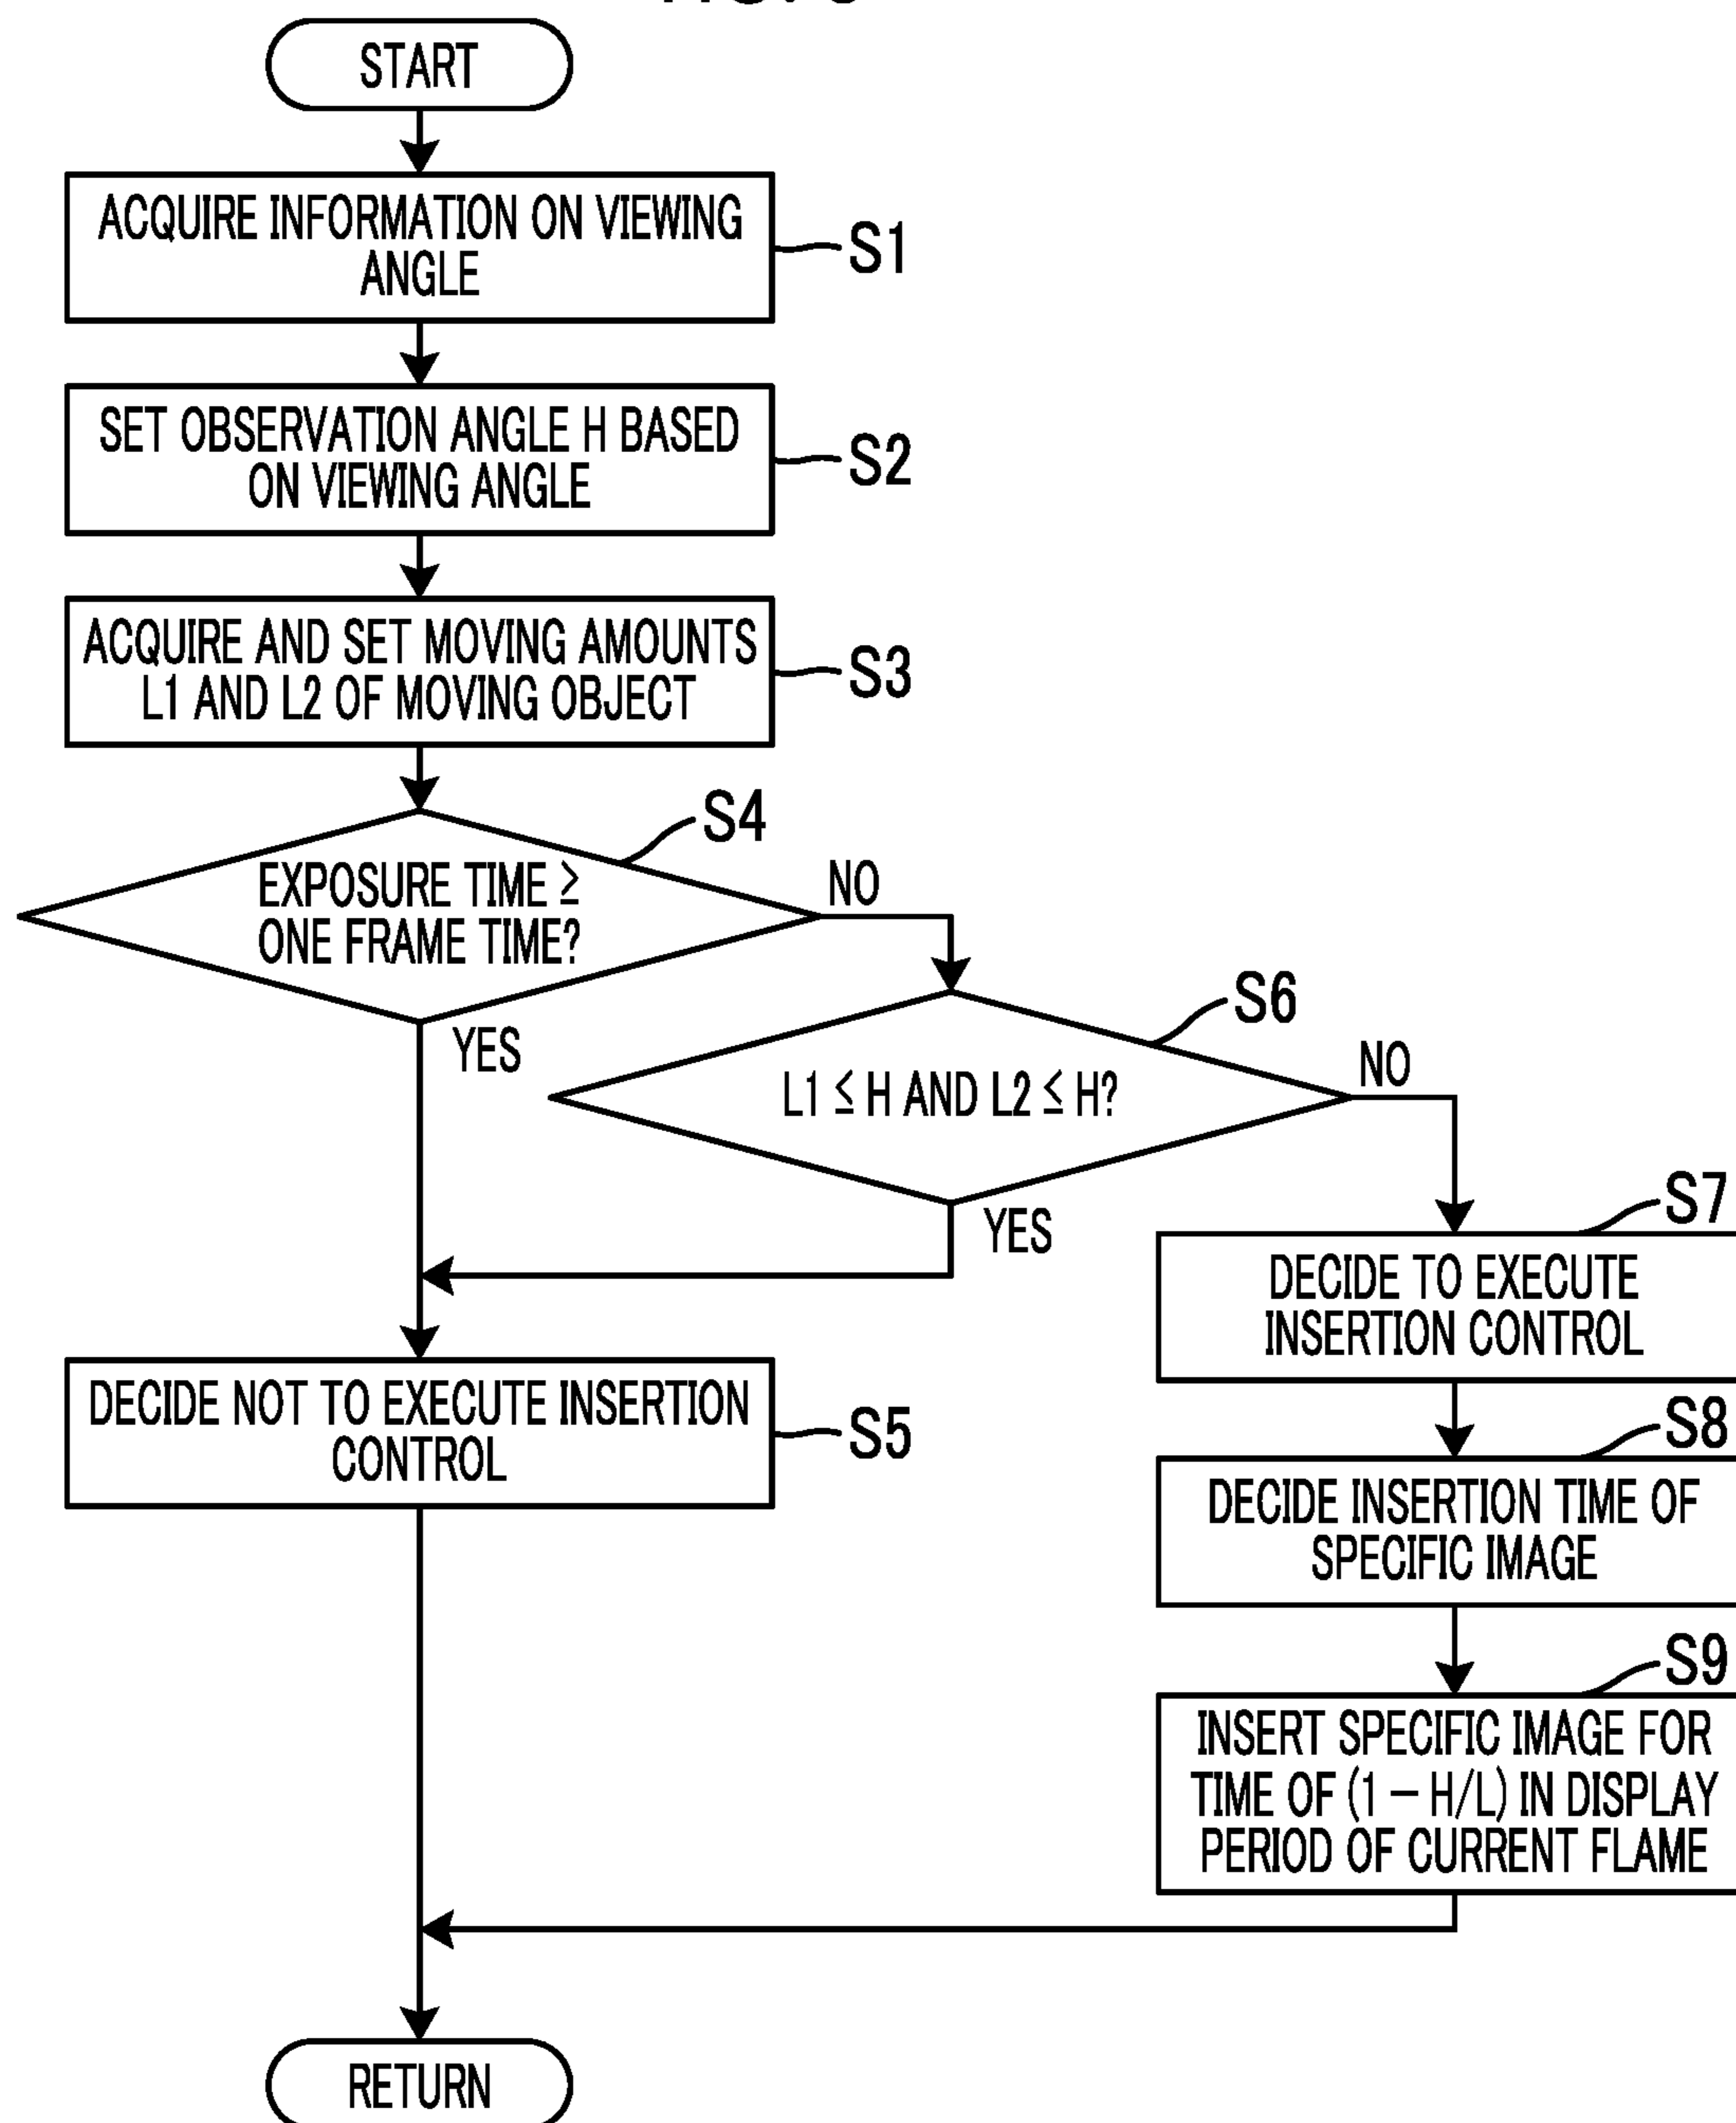 START
ACQUIRE INFORMATION ON VIEWING
ANGLE
S1
SET OBSERVATION ANGLE H BASED
ON VIEWING ANGLE
S2
ACQUIRE AND SET MOVING AMOUNTS
L1 AND L2 OF MOVING OBJECT
S3
S4
EXPOSURE TIME ≥
ONE FRAME TIME?
NO
YES
S6
L1 ≤ H AND L2 ≤ H?
NO
YES
S7
DECIDE TO EXECUTE
INSERTION CONTROL
DECIDE NOT TO EXECUTE INSERTION
CONTROL
S5
S8
DECIDE INSERTION TIME OF
SPECIFIC IMAGE
S9
INSERT SPECIFIC IMAGE FOR
TIME OF (1 − H/L) IN DISPLAY
PERIOD OF CURRENT FLAME
RETURN